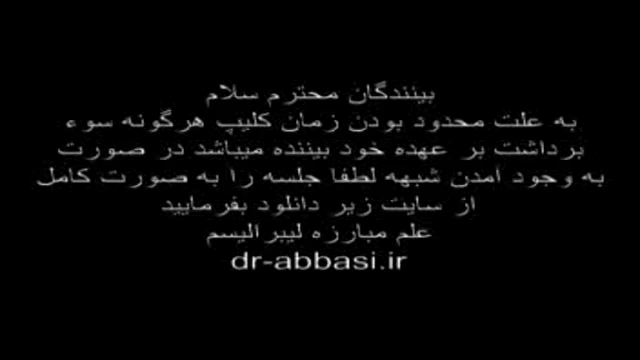 بینندگان محترم سلام
به علت محدود بودن زمان کلیپ هرگونه سوء
برداشت بر عهده خود بیننده میباشد در صورت
به وجود آمدن شبهه لطفا جلسه را به صورت کامل
از سایت زیر دانلود بفرمایید
علم مبارزه لیبرالیسم
dr-abbasi.ir